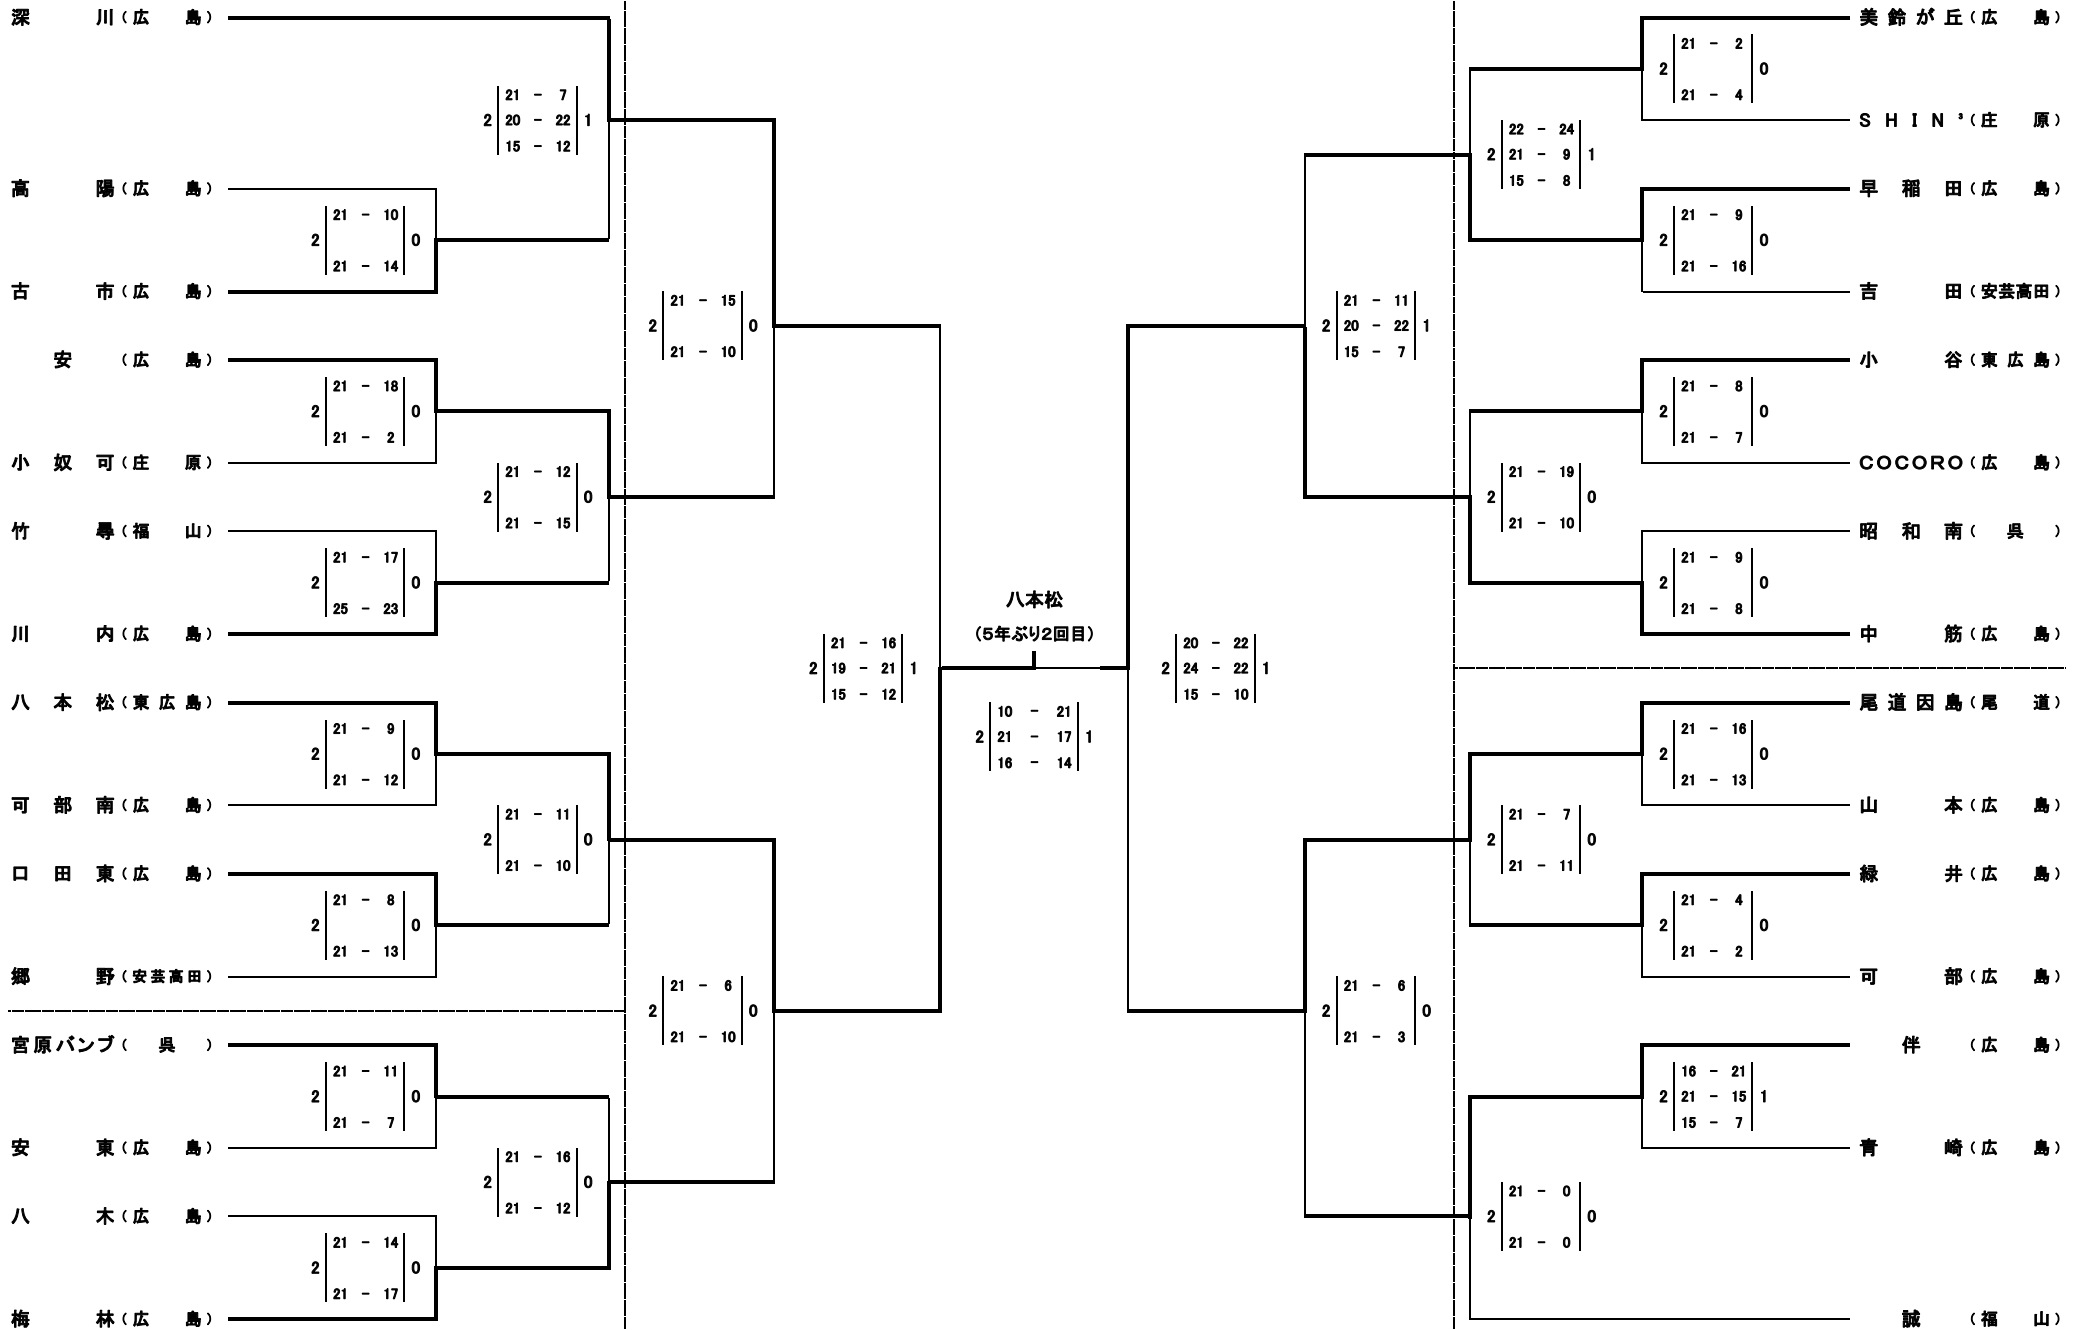 深川(広島)
21 - 7
2 20 - 22 1
15 - 12
高陽(広島)
21 - 10
2 0
21 - 14
古市(広島)
21 - 15
2 0
21 - 10
安(広島)
21 - 18
2 0
21 - 2
小奴可(庄原)
21 - 12
2 0
21 - 15
竹尋(福山)
21 - 17
2 0
25 - 23
川内(広島)
21 - 16
2 19 - 21 1
15 - 12
八本松(東広島)
21 - 9
2 0
21 - 12
可部南(広島)
21 - 11
2 0
21 - 10
口田東(広島)
21 - 8
2 0
21 - 13
郷野(安芸高田)
21 - 6
2 0
21 - 10
宮原バンブ(呉)
21 - 11
2 0
21 - 7
安東(広島)
21 - 16
2 0
21 - 12
八木(広島)
21 - 14
2 0
21 - 17
梅林(広島)
八本松
(5年ぶり2回目)
10 - 21
2 21 - 17 1
16 - 14
美鈴が丘(広島)
21 - 2
2 0
21 - 4
SHIN³(庄原)
22 - 24
2 21 - 9 1
15 - 8
早稲田(広島)
21 - 9
2 0
21 - 16
吉田(安芸高田)
21 - 11
2 20 - 22 1
15 - 7
小谷(東広島)
21 - 8
2 0
21 - 7
COCORO(広島)
21 - 19
2 0
21 - 10
昭和南(呉)
21 - 9
2 0
21 - 8
中筋(広島)
20 - 22
2 24 - 22 1
15 - 10
尾道因島(尾道)
21 - 16
2 0
21 - 13
山本(広島)
21 - 7
2 0
21 - 11
緑井(広島)
21 - 4
2 0
21 - 2
可部(広島)
21 - 6
2 0
21 - 3
伴(広島)
16 - 21
2 21 - 15 1
15 - 7
青崎(広島)
21 - 0
2 0
21 - 0
誠(福山)